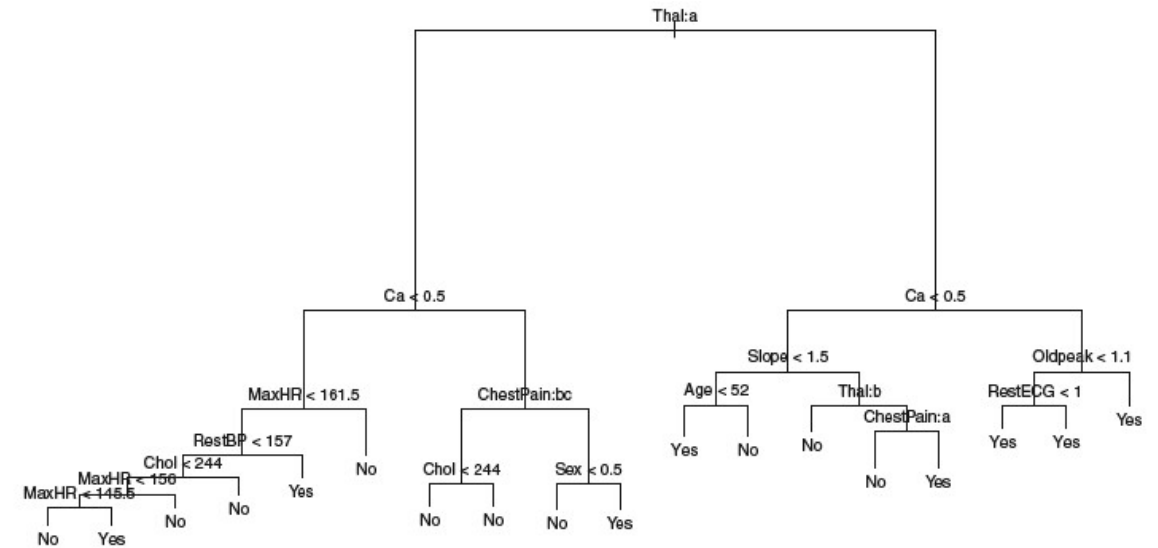 Thal:a
Ca < 0.5
Ca < 0.5
Slope < 1.5
Oldpeak < 1.1
MaxHR < 161.5
ChestPain:bc
Age < 52
Thal:b
RestECG < 1
ChestPain:a
Yes
RestBP < 157
Yes
No
No
Yes
Yes
Chol < 244
No
Chol < 244
Sex < 0.5
MaxHR < 156
No
Yes
MaxHR < 145.5
Yes
No
No
No
No
No
Yes
No
Yes